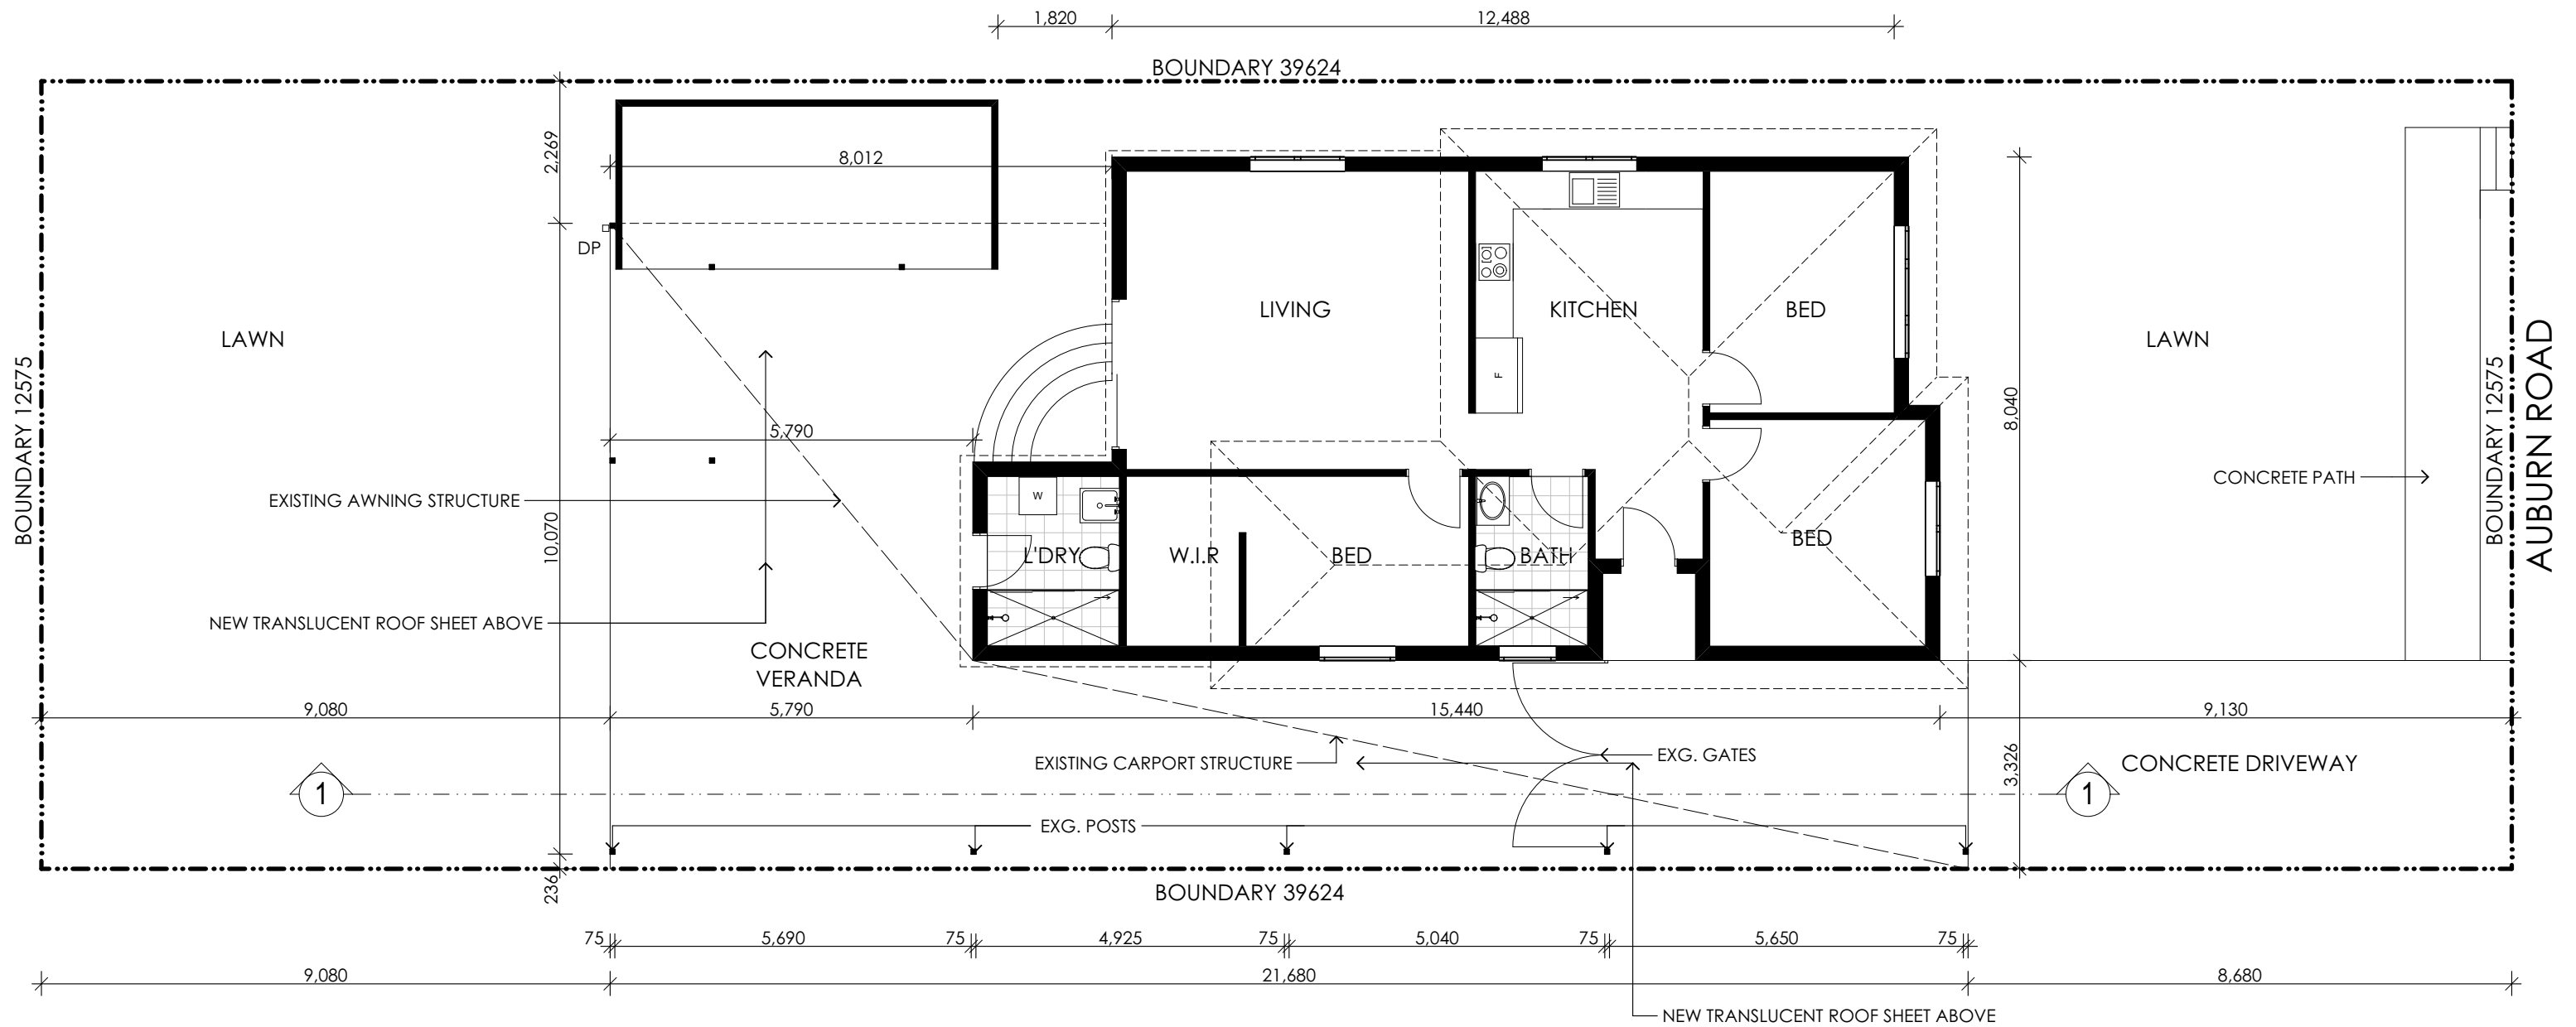 1,820
12,488
BOUNDARY 39624
2,269
8,012
DP
LAWN
LIVING
KITCHEN
BED
LAWN
F
BOUNDARY 12575
8,040
BOUNDARY 12575
AUBURN ROAD
5,790
CONCRETE PATH
EXISTING AWNING STRUCTURE
W
10,070
L'DRY
W.I.R
BED
BATH
BED
NEW TRANSLUCENT ROOF SHEET ABOVE
CONCRETE
VERANDA
9,080
5,790
15,440
9,130
EXISTING CARPORT STRUCTURE
EXG. GATES
3,326
CONCRETE DRIVEWAY
1
1
EXG. POSTS
236
BOUNDARY 39624
75
5,690
75
4,925
75
5,040
75
5,650
75
9,080
21,680
8,680
NEW TRANSLUCENT ROOF SHEET ABOVE